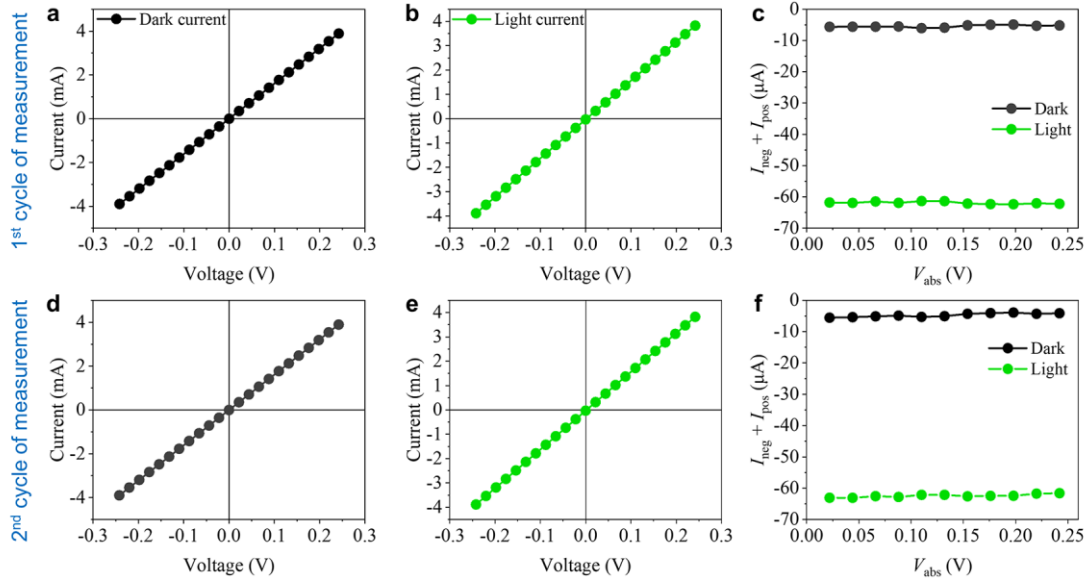 1st cycle of measurement
a
Dark current
Current (mA)
4
2
0
-2
-4
-0.3 -0.2 -0.1 0.0 0.1 0.2 0.3
Voltage (V)
b
Light current
Current (mA)
4
3
2
1
0
-1
-2
-3
-4
-0.3 -0.2 -0.1 0.0 0.1 0.2 0.3
Voltage (V)
c
Ineg + Ipos (μA)
0
-10
-20
-30
-40
-50
-60
-70
Dark
Light
0.00 0.05 0.10 0.15 0.20 0.25
Vabs (V)
2nd cycle of measurement
d
Current (mA)
4
2
0
-2
-4
-0.3 -0.2 -0.1 0.0 0.1 0.2 0.3
Voltage (V)
e
Current (mA)
4
3
2
1
0
-1
-2
-3
-4
-0.3 -0.2 -0.1 0.0 0.1 0.2 0.3
Voltage (V)
f
Ineg + Ipos (μA)
0
-10
-20
-30
-40
-50
-60
-70
Dark
Light
0.00 0.05 0.10 0.15 0.20 0.25
Vabs (V)